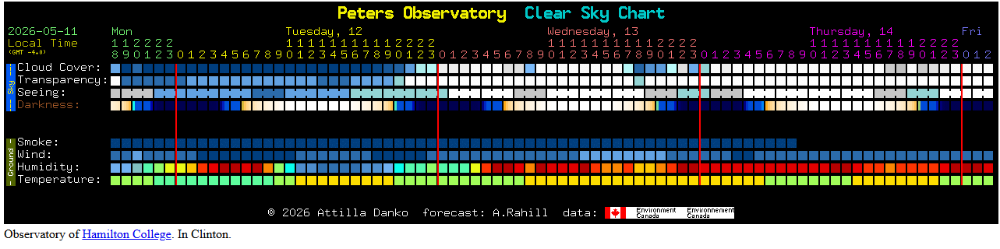 Peters Observatory Clear Sky Chart
2026-05-11 Mon Tuesday, 12 Wednesday, 13 Thursday, 14 Fri
Local Time 1 1 2 2 2 2 1 1 1 1 1 1 1 1 1 1 2 2 2 2 1 1 1 1 1 1 1 1 1 1 2 2 2 2 1 1 1 1 1 1 1 1 1 1 2 2 2 2
(GMT -4.0) 8 9 0 1 2 3 0 1 2 3 4 5 6 7 8 9 0 1 2 3 4 5 6 7 8 9 0 1 2 3 0 1 2 3 4 5 6 7 8 9 0 1 2 3 4 5 6 7 8 9 0 1 2 3 0 1 2 3 4 5 6 7 8 9 0 1 2 3 4 5 6 7 8 9 0 1 2 3 0 1 2
Sky
Cloud Cover:
Transparency:
Seeing:
Darkness:
Ground
Smoke:
Wind:
Humidity:
Temperature:
© 2026 Attilla Danko forecast: A.Rahill data: Environment Environnement
Canada Canada
Observatory of Hamilton College. In Clinton.